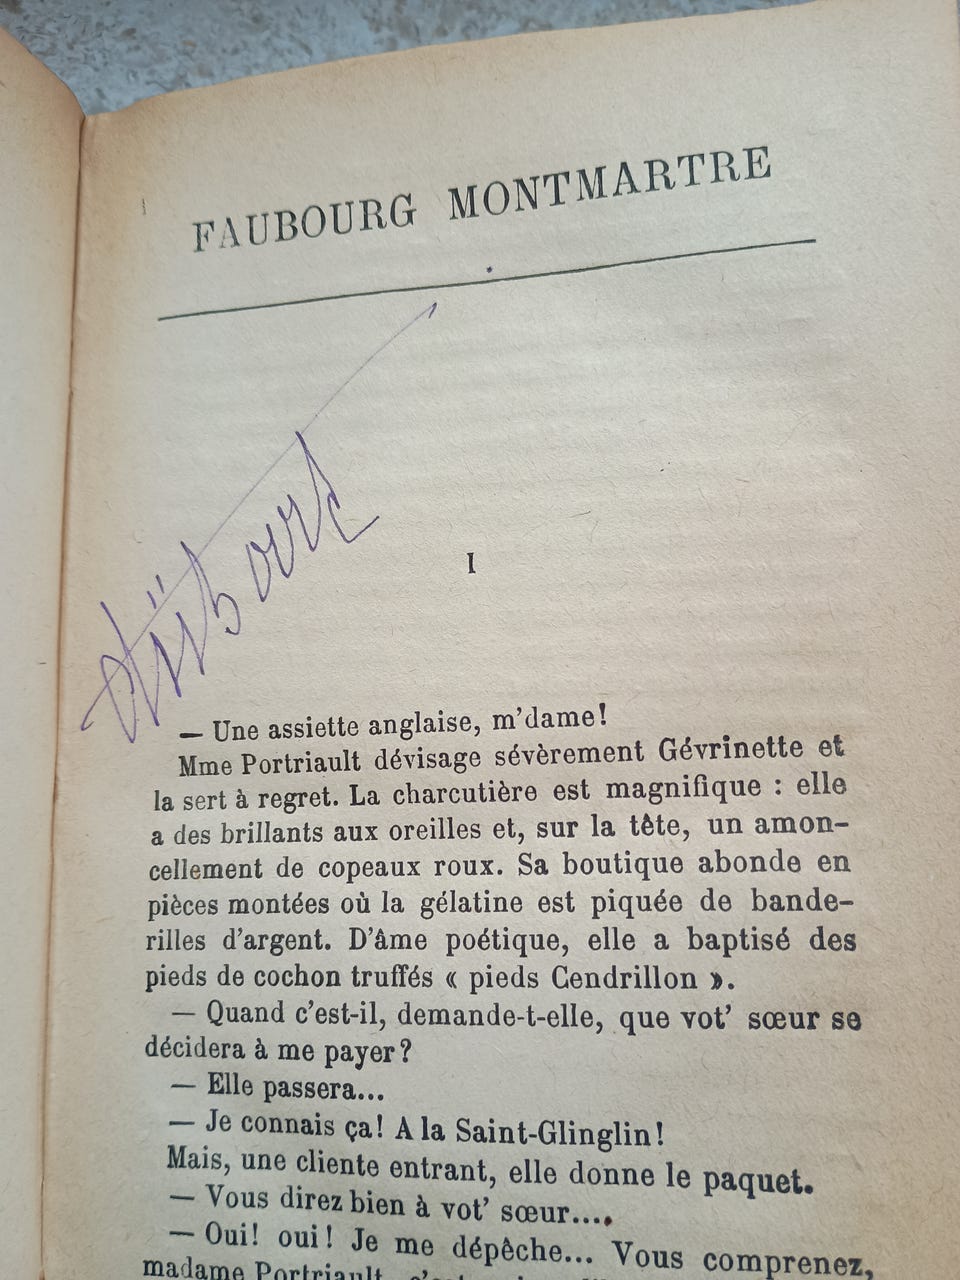 FAUBOURG MONTMARTRE
I
— Une assiette anglaise, m'dame!
Mme Portriault dévisage sévèrement Gévrinette et
la sert à regret. La charcutière est magnifique : elle
a des brillants aux oreilles et, sur la tête, un amon-
cellement de copeaux roux. Sa boutique abonde en
pièces montées où la gélatine est piquée de bande-
rilles d'argent. D'âme poétique, elle a baptisé des
pieds de cochon truffés « pieds Cendrillon ».
— Quand c'est-il, demande-t-elle, que vot' sœur se
décidera à me payer?
— Elle passera...
— Je connais ça! A la Saint-Glinglin!
Mais, une cliente entrant, elle donne le paquet.
— Vous direz bien à vot' sœur....
— Oui! oui! Je me dépêche... Vous comprenez,
madame Portriault, c'est